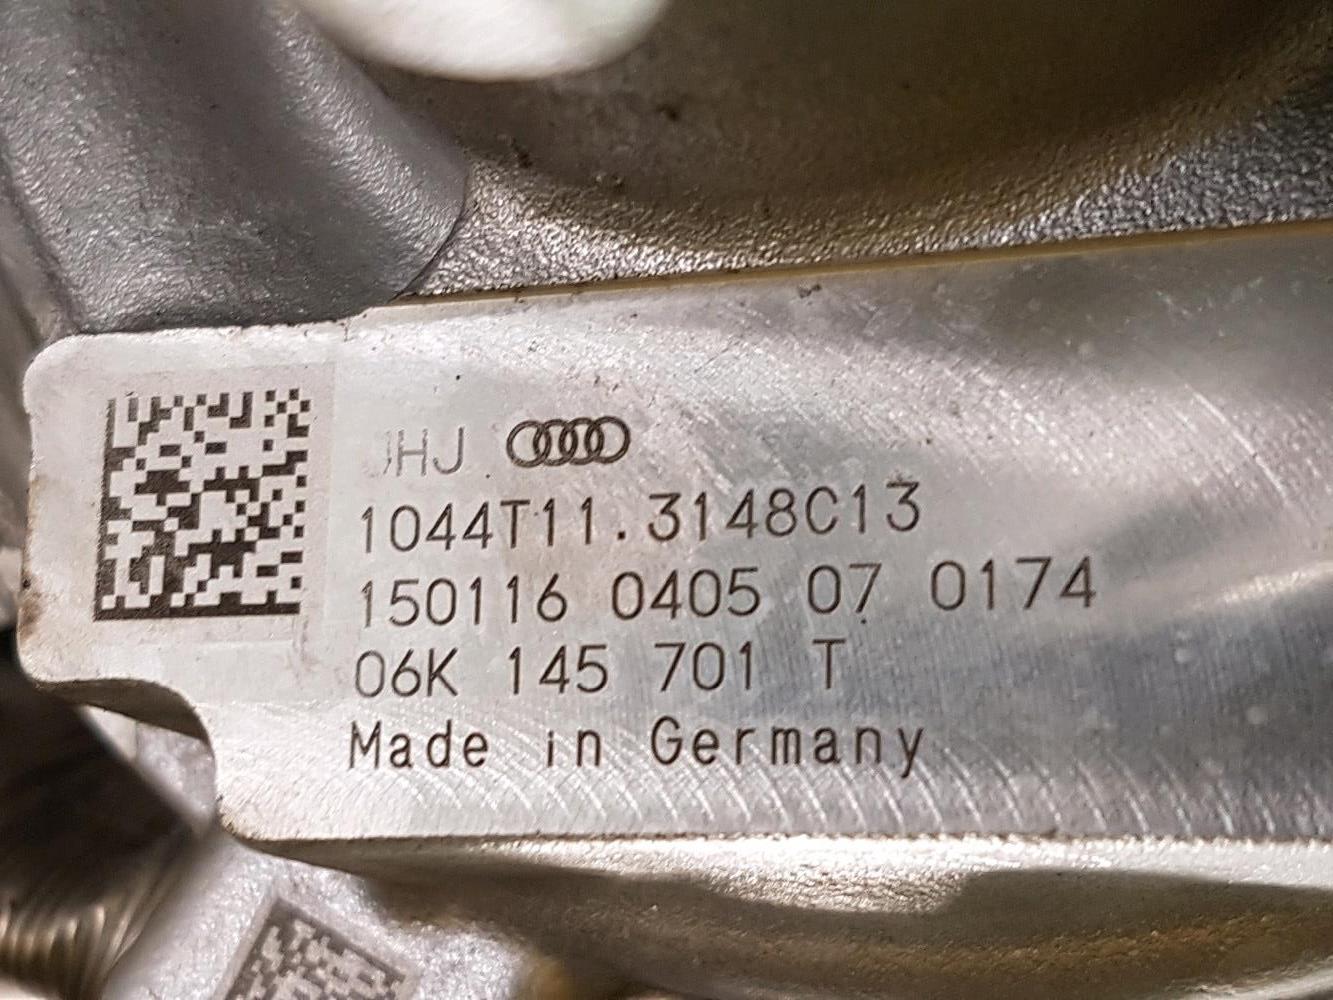 JHJ
1044T11.3148C13
150116 0405 07 0174
06K 145 701 T
Made in Germany